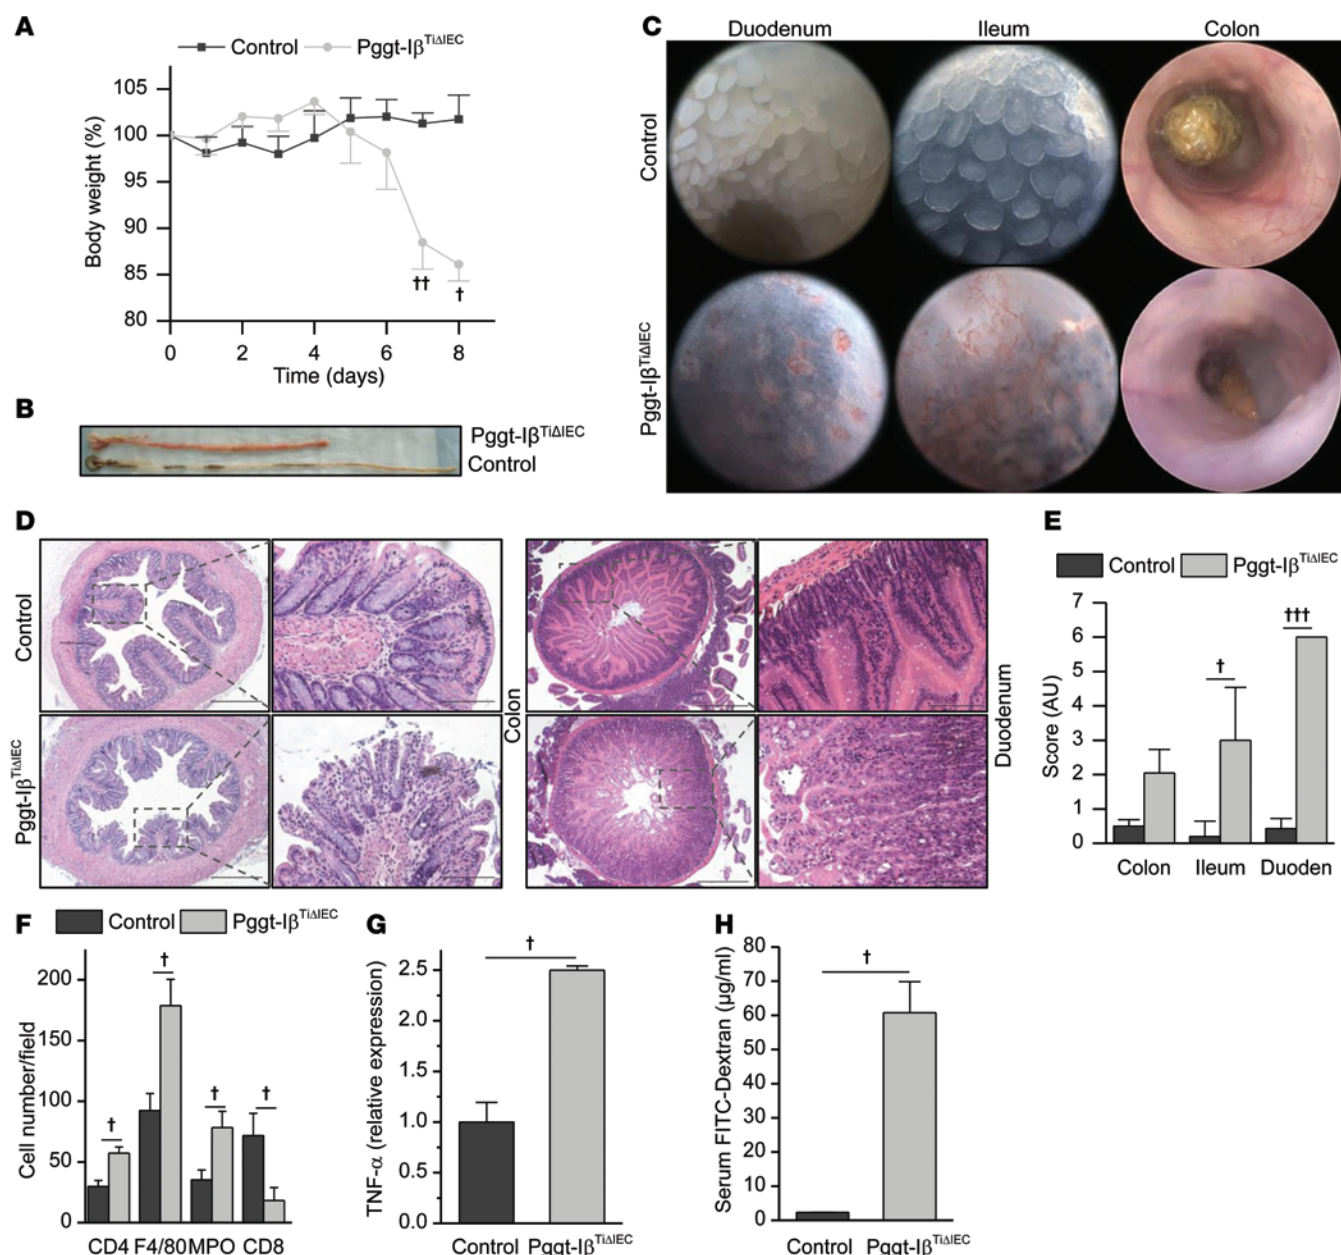 A
Control Pggt-Iβ^TiΔIEC
Body weight (%)
105
100
95
90
85
80
†† †
0 2 4 6 8
Time (days)
B
Pggt-Iβ^TiΔIEC
Control
C
Duodenum Ileum Colon
Control
Pggt-Iβ^TiΔIEC
D
Control
Pggt-Iβ^TiΔIEC
Colon
Duodenum
E
Control Pggt-Iβ^TiΔIEC
Score (AU)
7
6
5
4
3
2
1
0
† †††
Colon Ileum Duoden
F
Control Pggt-Iβ^TiΔIEC
Cell number/field
200
150
100
50
0
† † † †
CD4 F4/80 MPO CD8
G
TNF-α (relative expression)
2.5
2.0
1.5
1.0
0.5
0.0
†
Control Pggt-Iβ^TiΔIEC
H
Serum FITC-Dextran (µg/ml)
80
70
60
50
40
30
20
10
0
†
Control Pggt-Iβ^TiΔIEC